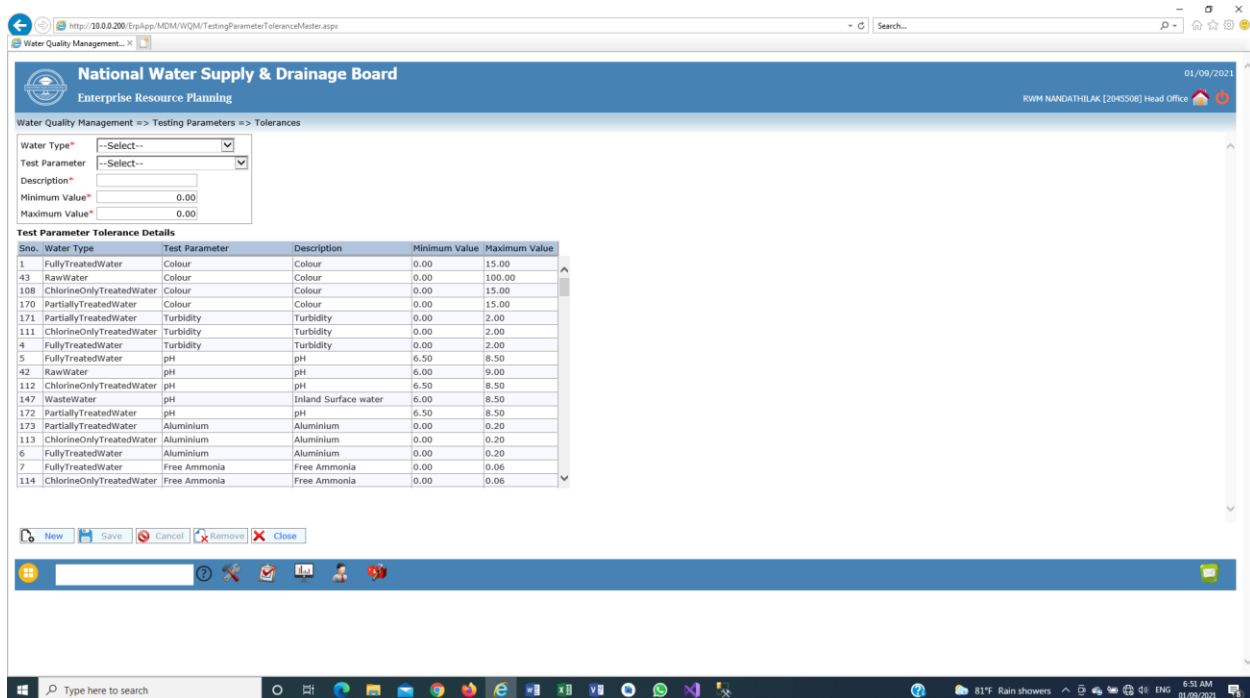 http://10.0.0.200/ErpApp/MDM/WQM/TestingParameterToleranceMaster.aspx Search...
Water Quality Management...
National Water Supply & Drainage Board 01/09/2021
Enterprise Resource Planning RWM NANDATHILAK [2045508] Head Office
Water Quality Management => Testing Parameters => Tolerances
Water Type* --Select--
Test Parameter --Select--
Description*
Minimum Value* 0.00
Maximum Value* 0.00
Test Parameter Tolerance Details
Sno. Water Type Test Parameter Description Minimum Value Maximum Value
1 FullyTreatedWater Colour Colour 0.00 15.00
43 RawWater Colour Colour 0.00 100.00
108 ChlorineOnlyTreatedWater Colour Colour 0.00 15.00
170 PartiallyTreatedWater Colour Colour 0.00 15.00
171 PartiallyTreatedWater Turbidity Turbidity 0.00 2.00
111 ChlorineOnlyTreatedWater Turbidity Turbidity 0.00 2.00
4 FullyTreatedWater Turbidity Turbidity 0.00 2.00
5 FullyTreatedWater pH pH 6.50 8.50
42 RawWater pH pH 6.00 9.00
112 ChlorineOnlyTreatedWater pH pH 6.50 8.50
147 WasteWater pH Inland Surface water 6.00 8.50
172 PartiallyTreatedWater pH pH 6.50 8.50
173 PartiallyTreatedWater Aluminium Aluminium 0.00 0.20
113 ChlorineOnlyTreatedWater Aluminium Aluminium 0.00 0.20
6 FullyTreatedWater Aluminium Aluminium 0.00 0.20
7 FullyTreatedWater Free Ammonia Free Ammonia 0.00 0.06
114 ChlorineOnlyTreatedWater Free Ammonia Free Ammonia 0.00 0.06
New Save Cancel Remove Close
Type here to search 81°F Rain showers ENG 6:51 AM
01/09/2021